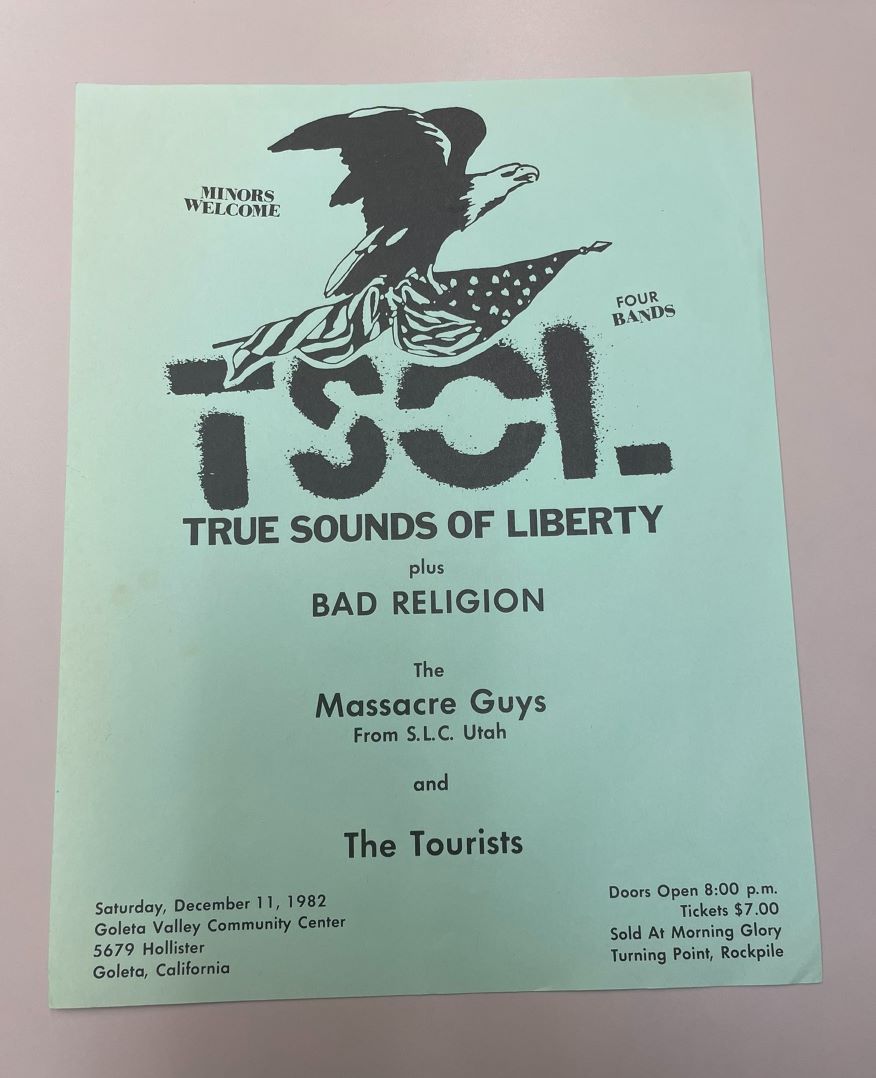 MINORS
WELCOME
FOUR
BANDS
TSOL
TRUE SOUNDS OF LIBERTY
plus
BAD RELIGION
The
Massacre Guys
From S.L.C. Utah
and
The Tourists
Saturday, December 11, 1982
Goleta Valley Community Center
5679 Hollister
Goleta, California
Doors Open 8:00 p.m.
Tickets $7.00
Sold At Morning Glory
Turning Point, Rockpile